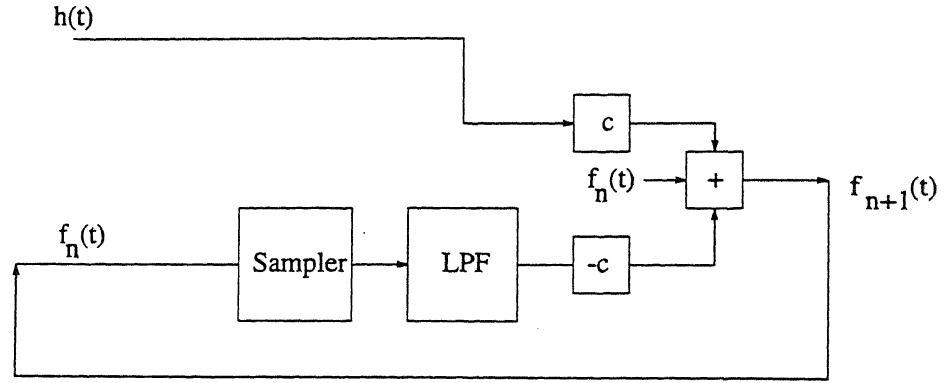 h(t)
c
f_n(t)
+
f_{n+1}(t)
f_n(t)
Sampler
LPF
-c